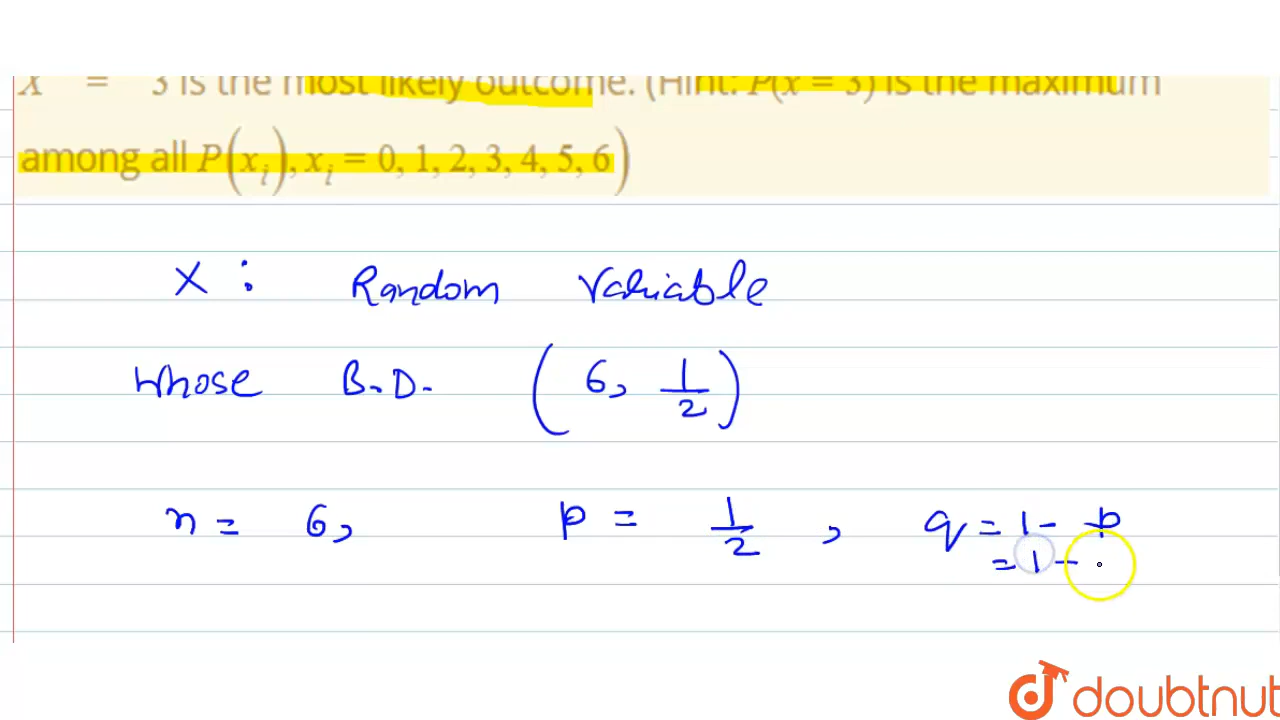 X = 3 is the most likely outcome. (Hint: P(x = 3) is the maximum
among all P(x_i), x_i = 0, 1, 2, 3, 4, 5, 6)
X : Random Variable
Whose B.D. (6, 1/2)
n = 6, p = 1/2, q = 1 - p
= 1 -
doubtnut